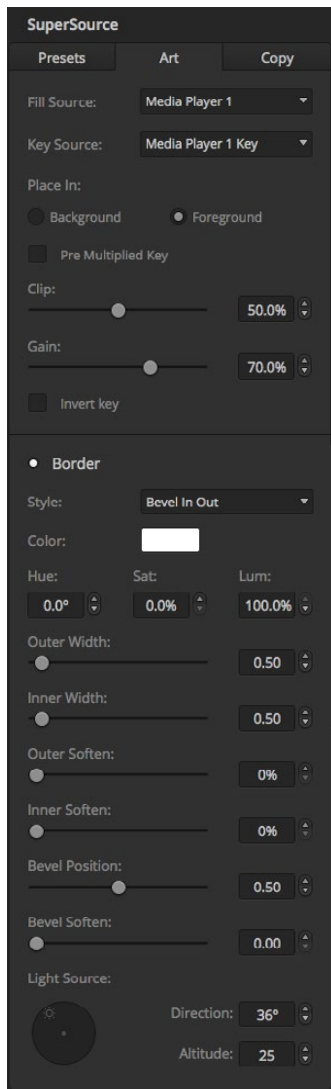 SuperSource
Presets Art Copy
Fill Source: Media Player 1
Key Source: Media Player 1 Key
Place In:
Background Foreground
Pre Multiplied Key
Clip:
50.0%
Gain:
70.0%
Invert key
Border
Style: Bevel In Out
Color:
Hue: Sat: Lum:
0.0° 0.0% 100.0%
Outer Width:
0.50
Inner Width:
0.50
Outer Soften:
0%
Inner Soften:
0%
Bevel Position:
0.50
Bevel Soften:
0.00
Light Source:
Direction: 36°
Altitude: 25